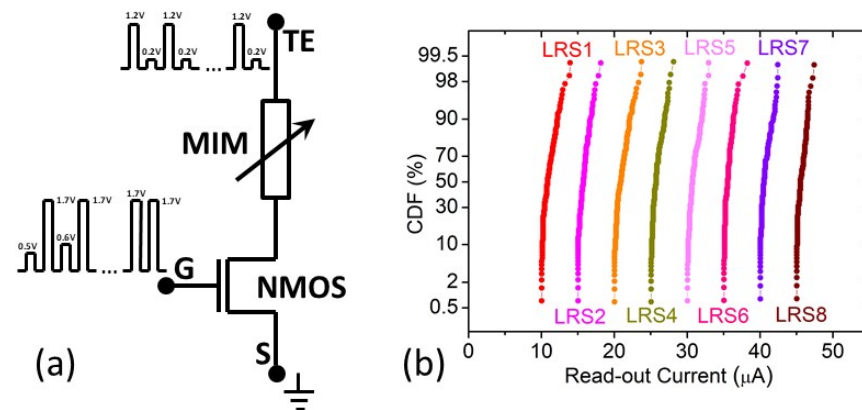 1.2V 1.2V 1.2V
0.2V 0.2V ... 0.2V
TE
MIM
1.7V 1.7V 1.7V 1.7V
0.5V 0.6V ...
G
NMOS
S
(a)
LRS1 LRS3 LRS5 LRS7
99.5
98
90
70
50
30
10
2
0.5
CDF (%)
LRS2 LRS4 LRS6 LRS8
0 10 20 30 40 50
Read-out Current (μA)
(b)